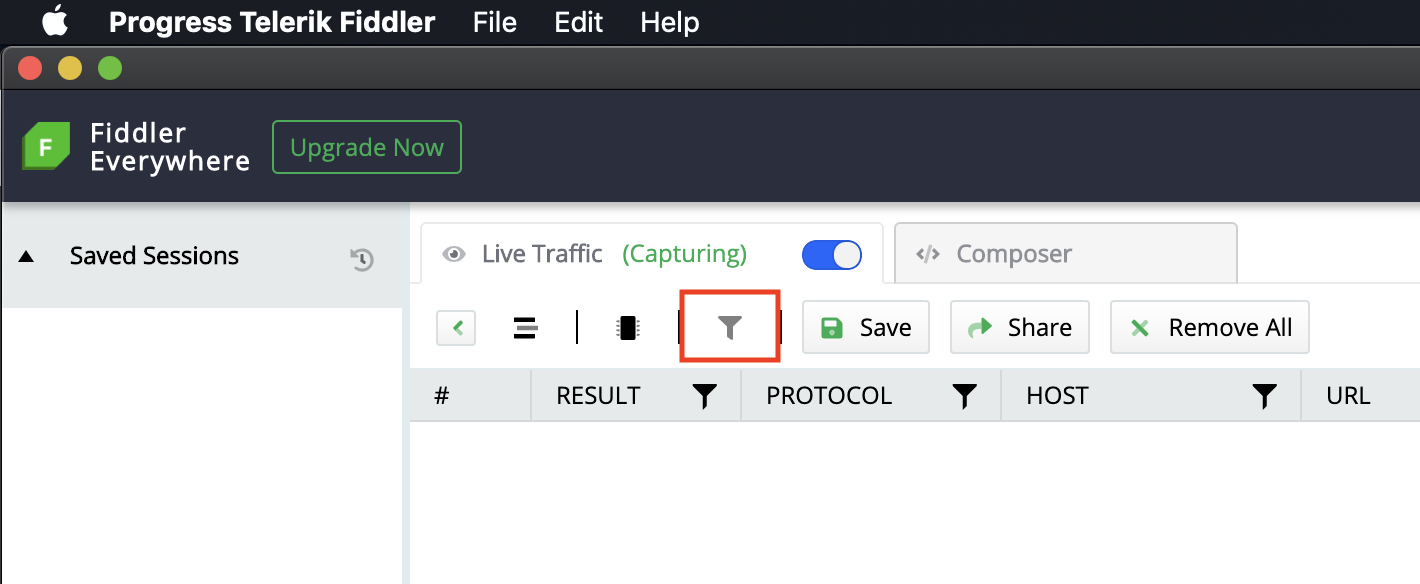 Progress Telerik Fiddler File Edit Help
F
Fiddler
Everywhere
Upgrade Now
Saved Sessions
Live Traffic (Capturing)
</> Composer
Save Share Remove All
# RESULT PROTOCOL HOST URL